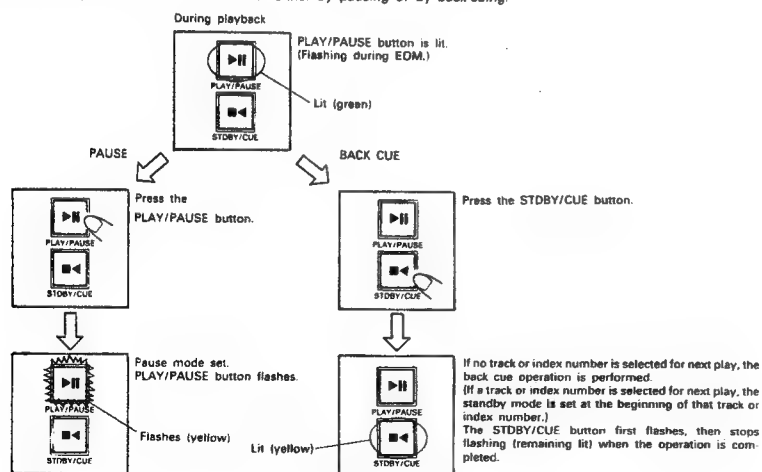 by pausing or by back-cuing.
During playback
PLAY/PAUSE button is lit.
(Flashing during EOM.)
PLAY/PAUSE
Lit (green)
STDBY/CUE
PAUSE
BACK CUE
Press the
PLAY/PAUSE button.
PLAY/PAUSE
STDBY/CUE
Press the STDBY/CUE button.
PLAY/PAUSE
STDBY/CUE
Pause mode set.
PLAY/PAUSE button flashes.
PLAY/PAUSE
Flashes (yellow)
STDBY/CUE
If no track or index number is selected for next play, the
back cue operation is performed.
(If a track or index number is selected for next play, the
standby mode is set at the beginning of that track or
index number.)
The STDBY/CUE button first flashes, then stops
flashing (remaining lit) when the operation is com-
pleted.
PLAY/PAUSE
Lit (yellow)
STDBY/CUE